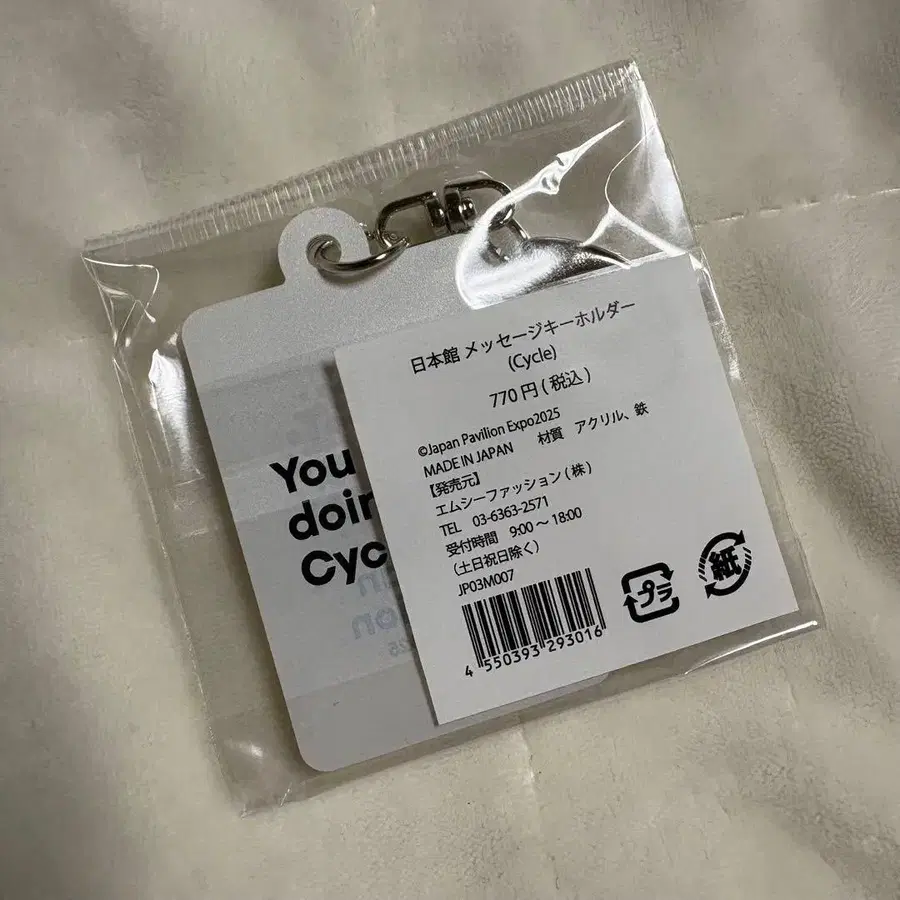 You
doin
Cyc
in
on
25
日本館 メッセージキーホルダー
(Cycle)
770円(税込)
©Japan Pavilion Expo2025
MADE IN JAPAN 材質 アクリル、鉄
【発売元】
エムシーファッション(株)
TEL 03-6363-2571
受付時間 9:00～18:00
(土日祝日除く)
JP03M007
4 550393 293016
プラ
紙